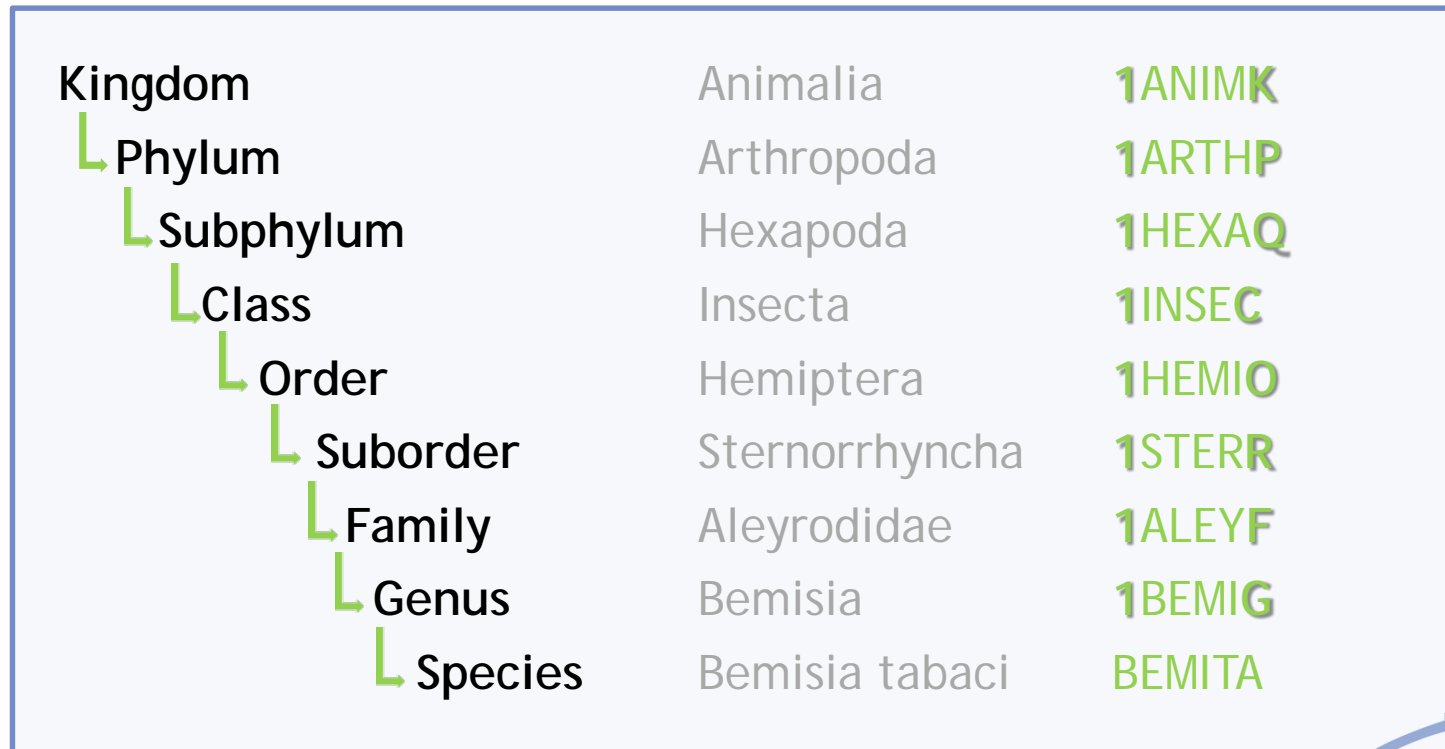 Kingdom Animalia 1ANIMK
Phylum Arthropoda 1ARTHP
Subphylum Hexapoda 1HEXAQ
Class Insecta 1INSEC
Order Hemiptera 1HEMIO
Suborder Sternorrhyncha 1STERR
Family Aleyrodidae 1ALEYF
Genus Bemisia 1BEMIG
Species Bemisia tabaci BEMITA